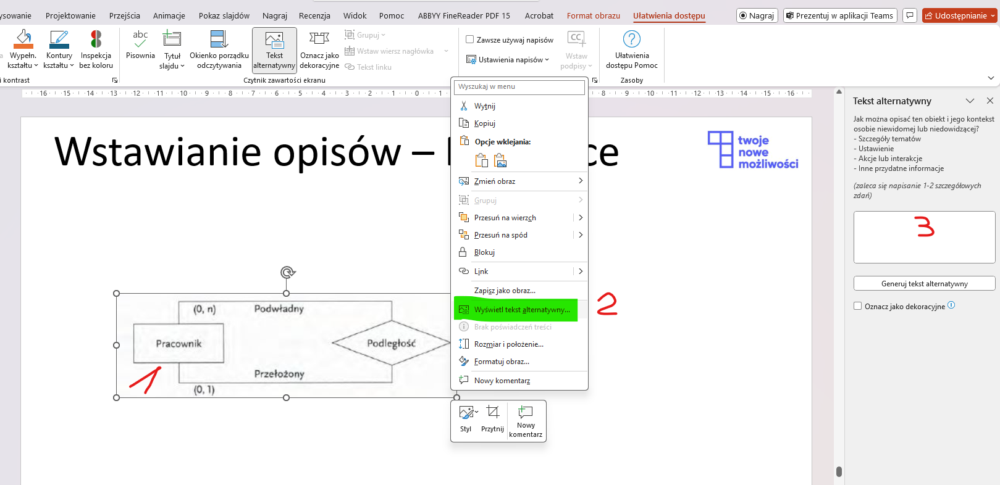 Projektowanie Przejścia Animacje Pokaz slajdów Nagraj Recenzja Widok Pomoc ABBYY FineReader PDF 15 Acrobat Format obrazu Ułatwienia dostępu Nagraj Prezentuj w aplikacji Teams Udostępnianie
Wypełn. kształtu
Kontury kształtu
Inspekcja bez koloru
i kontrast
abc
Pisownia
Tytuł slajdu
Okienko porządku odczytywania
Tekst alternatywny
Oznacz jako dekoracyjne
Grupuj
Wstaw wiersz nagłówka
Tekst linku
Czytnik zawartości ekranu
Zawsze używaj napisów
Ustawienia napisów
CC
Wstaw podpisy
Ułatwienia dostępu Pomoc
Zasoby
16 15 14 13 12 11 10 9 8 7 6 5 4 3 2 1 0 1 8 9 10 11 12 13 14 15 16
Wstawianie opisów –
ce
twoje
nowe
możliwości
(0, n)
Podwładny
Pracownik
Podległość
Przełożony
(0, 1)
1
Wyszukaj w menu
Wytnij
Kopiuj
Opcje wklejania:
Zmień obraz
Grupuj
Przesuń na wierzch
Przesuń na spód
Blokuj
Link
Zapisz jako obraz...
Wyświetl tekst alternatywny...
2
Brak poświadczeń treści
Rozmiar i położenie...
Formatuj obraz...
Nowy komentarz
Styl
Przytnij
Nowy
komentarz
Tekst alternatywny
Jak można opisać ten obiekt i jego kontekst
osobie niewidomej lub niedowidzącej?
- Szczegóły tematów
- Ustawienie
- Akcje lub interakcje
- Inne przydatne informacje
(zaleca się napisanie 1-2 szczegółowych
zdań)
3
Generuj tekst alternatywny
Oznacz jako dekoracyjne